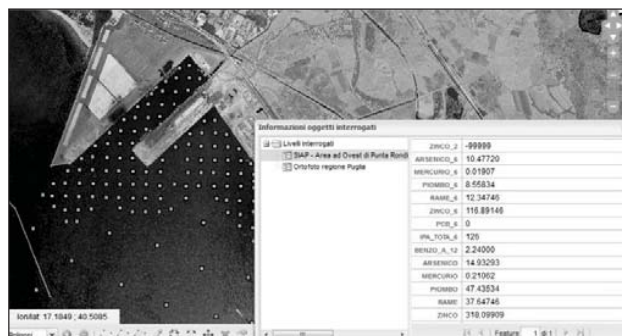 Informazioni oggetti interrogati
Livelli interrogati
SIAP - Area ad Ovest di Punta Rondi
Ortofoto regione Puglia
ZINCO_2 -99999
ARSENICO_6 10.47720
MERCURIO_6 0.01907
PIOMBO_6 8.55834
RAME_6 12.34746
ZINCO_6 116.89146
PCB_6 0
IPA_TOTA_6 126
BENZO_A_12 2.24000
ARSENICO 14.93293
MERCURIO 0.21062
PIOMBO 47.43534
RAME 37.64746
ZINCO 318.09909
lon/lat 17.1849 ; 40.5085
Feature 1 di 1